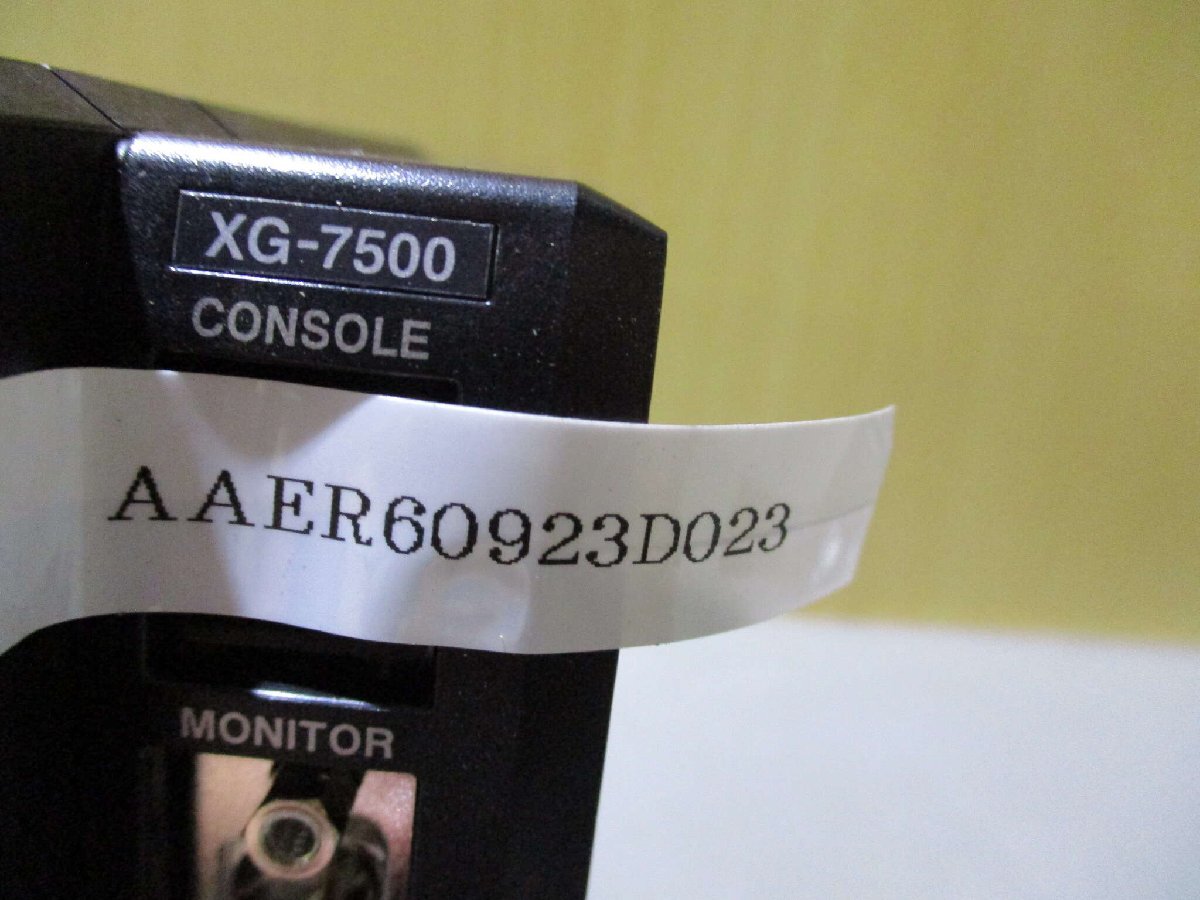 XG-7500
CONSOLE
AAER60923D023
MONITOR